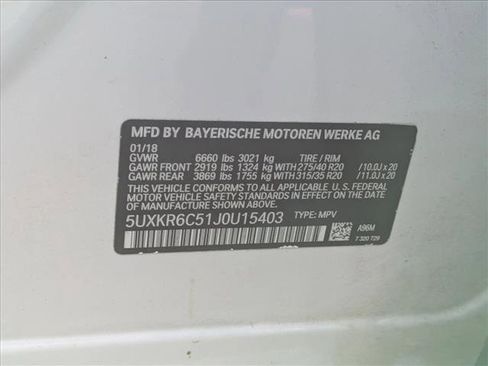 MFD BY BAYERISCHE MOTOREN WERKE AG
01/18
GVWR 6660 lbs 3021 kg TIRE / RIM
GAWR FRONT 2919 lbs 1324 kg WITH 275/40 R20 /10.0J x 20
GAWR REAR 3869 lbs 1755 kg WITH 315/35 R20 /11.0J x 20
THIS VEHICLE CONFORMS TO ALL APPLICABLE U. S. FEDERAL
MOTOR VEHICLE SAFETY STANDARDS IN EFFECT ON THE DATE
OF MANUFACTURE SHOWN ABOVE.
5UXKR6C51J0U15403 TYPE: MPV
A96M
7 320 729